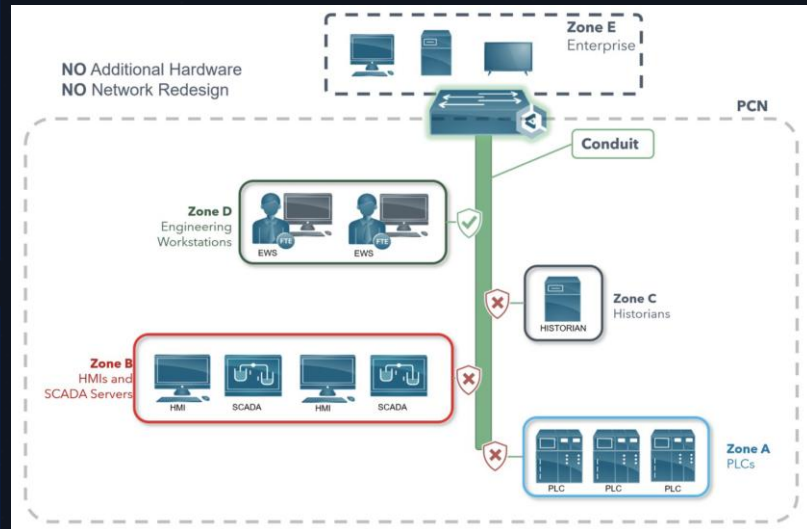 Zone E
Enterprise
NO Additional Hardware
NO Network Redesign
PCN
Conduit
Zone D
Engineering
Workstations
FTE
FTE
EWS
EWS
HISTORIAN
Zone C
Historians
Zone B
HMIs and
SCADA Servers
HMI
SCADA
HMI
SCADA
PLC
PLC
PLC
Zone A
PLCs